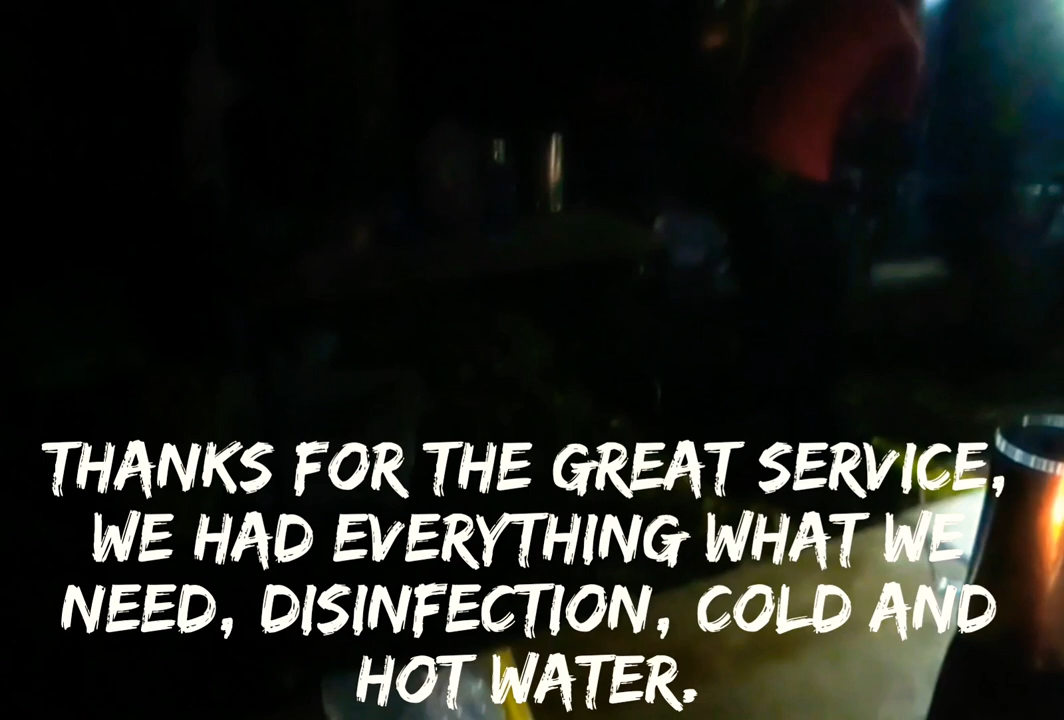 THANKS FOR THE GREAT SERVICE,
WE HAD EVERYTHING WHAT WE
NEED, DISINFECTION, COLD AND
HOT WATER.